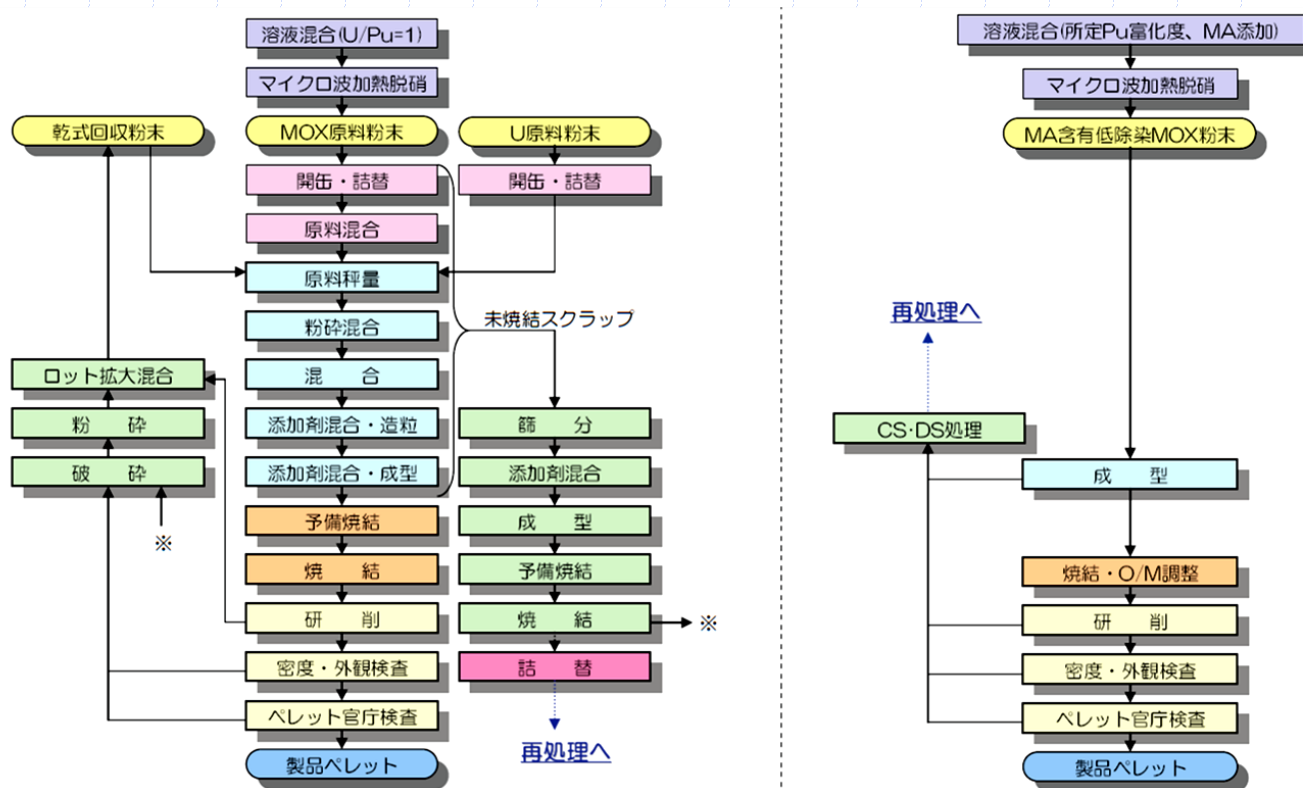 溶液混合(U/Pu=1)
マイクロ波加熱脱硝
乾式回収粉末
MOX原料粉末
U原料粉末
開缶・詰替
開缶・詰替
原料混合
原料秤量
粉砕混合
未焼結スクラップ
ロット拡大混合
混　合
粉　砕
添加剤混合・造粒
篩　分
破　砕
添加剤混合・成型
添加剤混合
※
予備焼結
成　型
焼　結
予備焼結
研　削
焼　結
※
密度・外観検査
詰　替
ペレット官庁検査
再処理へ
製品ペレット
溶液混合(所定Pu富化度、MA添加)
マイクロ波加熱脱硝
MA含有低除染MOX粉末
再処理へ
CS・DS処理
成　型
焼結・O/M調整
研　削
密度・外観検査
ペレット官庁検査
製品ペレット